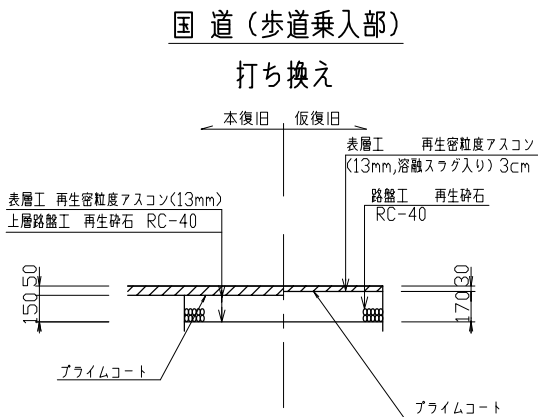 国道（歩道乗入部）
打ち換え
本復旧 仮復旧
表層工 再生密粒度アスコン
(13mm,溶融スラグ入り) 3cm
表層工 再生密粒度アスコン(13mm)
上層路盤工 再生砕石 RC-40
路盤工 再生砕石
RC-40
50
150
30
170
プライムコート
プライムコート